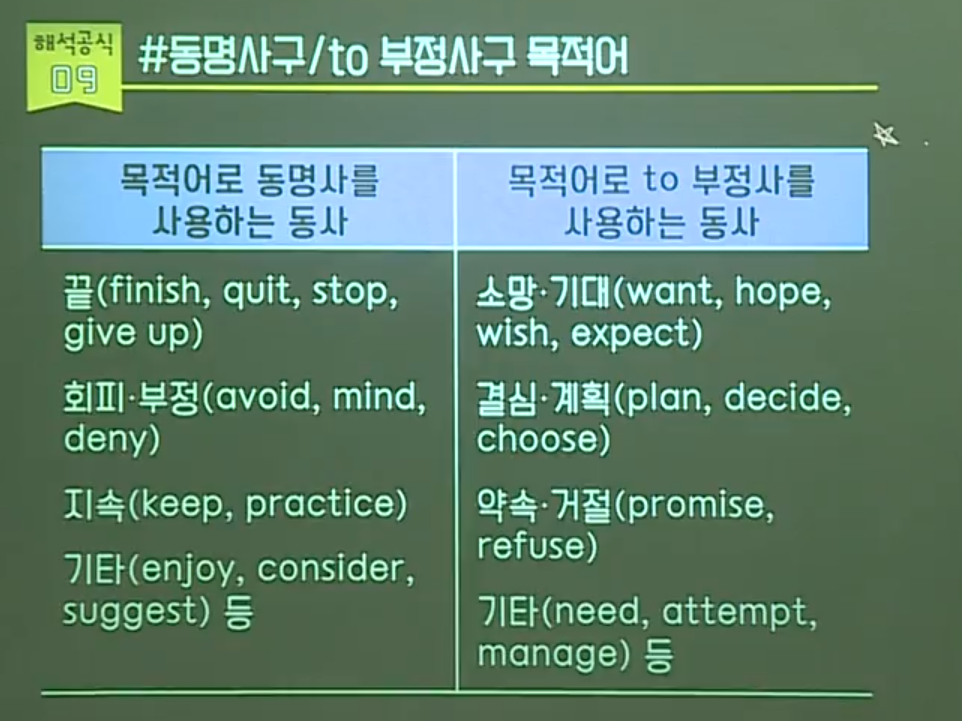 해석공식
09
#동명사구/to 부정사구 목적어
목적어로 동명사를
사용하는 동사
목적어로 to 부정사를
사용하는 동사
끝(finish, quit, stop,
give up)
회피·부정(avoid, mind,
deny)
지속(keep, practice)
기타(enjoy, consider,
suggest) 등
소망·기대(want, hope,
wish, expect)
결심·계획(plan, decide,
choose)
약속·거절(promise,
refuse)
기타(need, attempt,
manage) 등